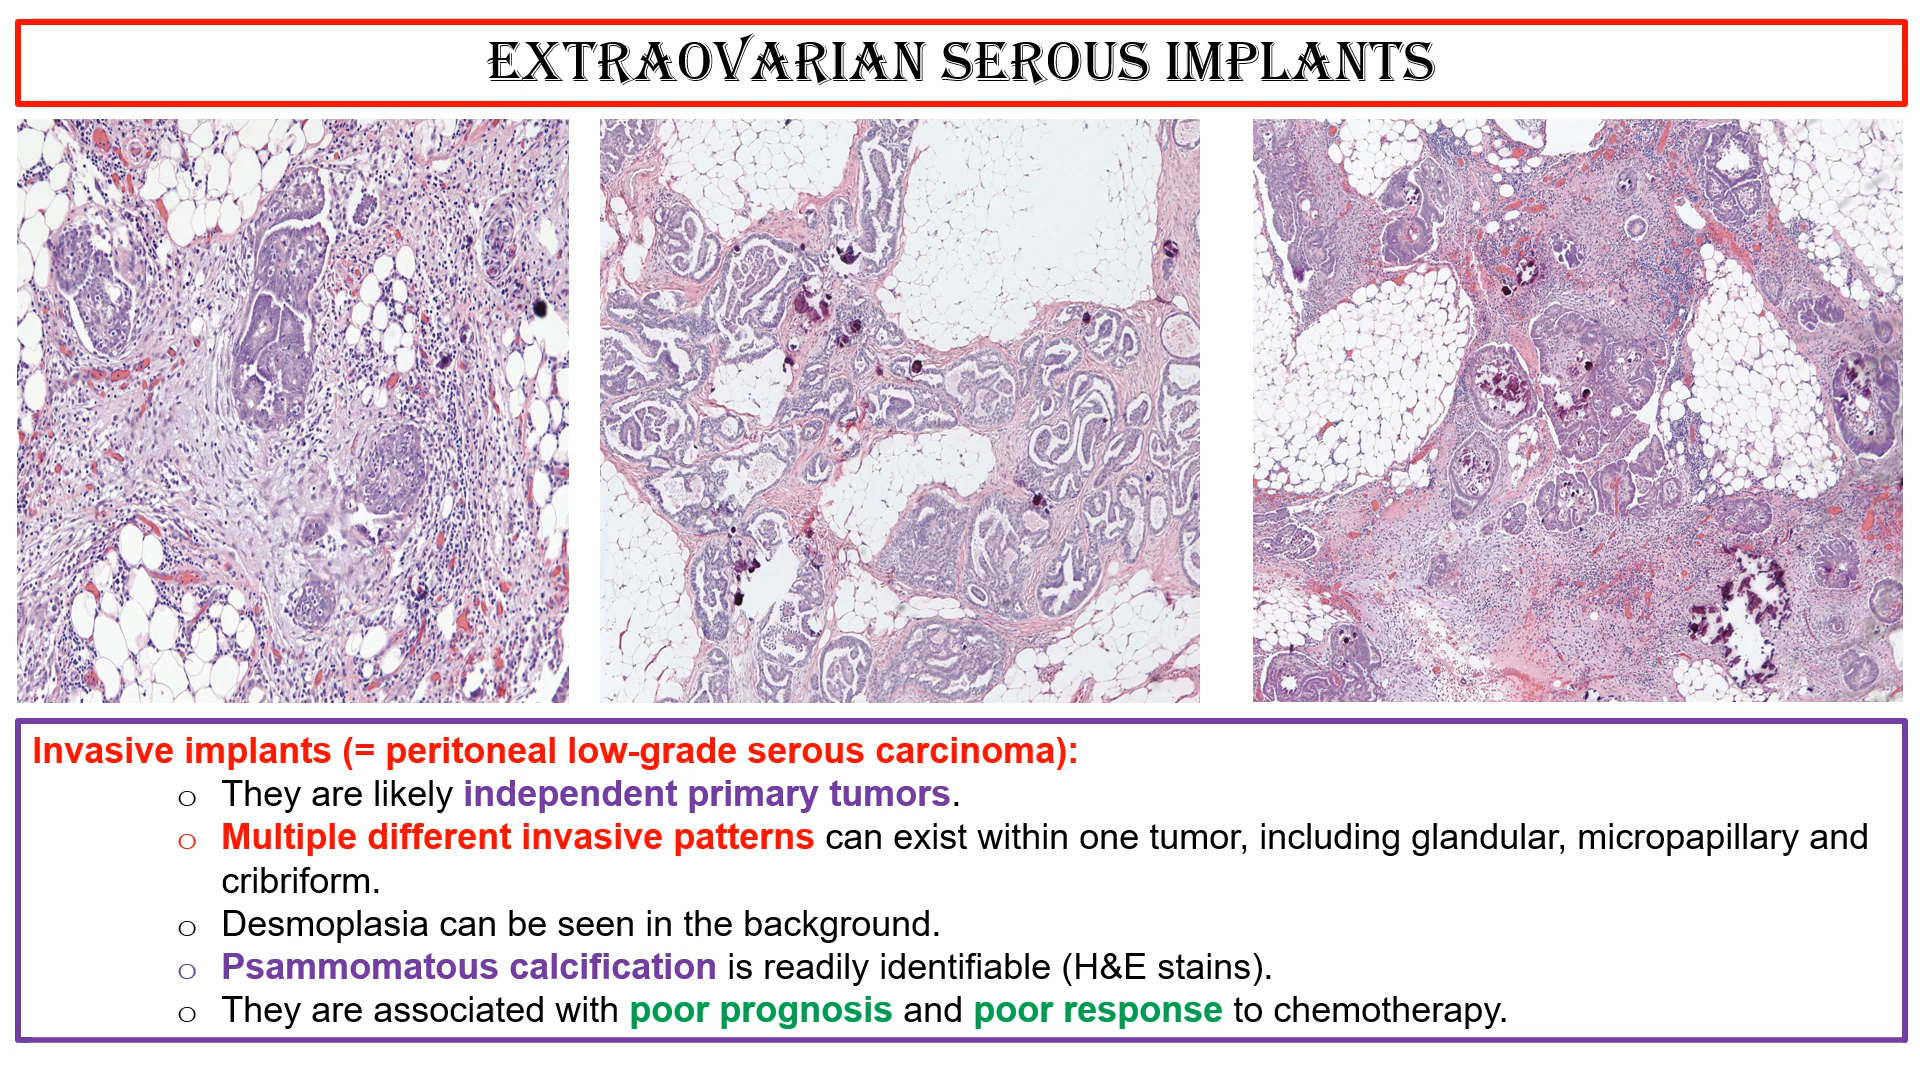 EXTRAOVARIAN SEROUS IMPLANTS
Invasive implants (= peritoneal low-grade serous carcinoma):
o They are likely independent primary tumors.
o Multiple different invasive patterns can exist within one tumor, including glandular, micropapillary and
cribriform.
o Desmoplasia can be seen in the background.
o Psammomatous calcification is readily identifiable (H&E stains).
o They are associated with poor prognosis and poor response to chemotherapy.